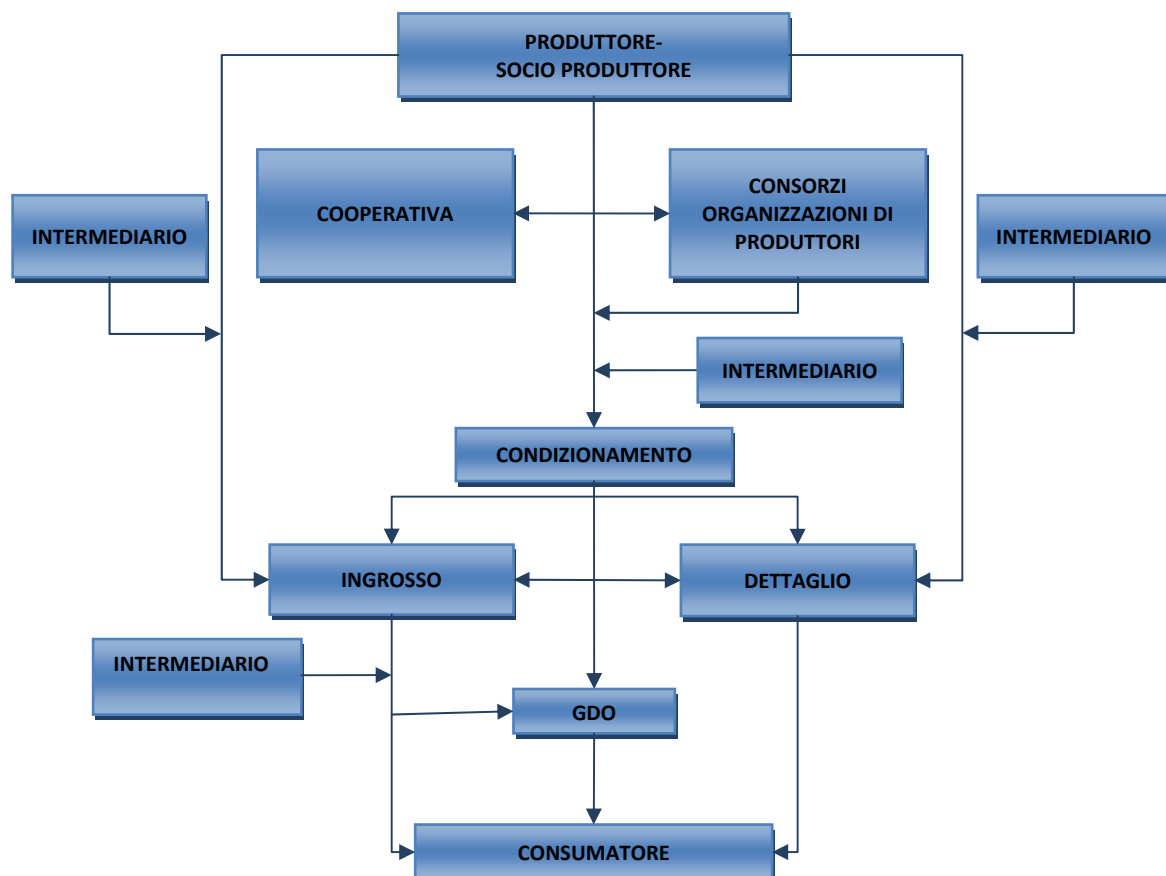 PRODUTTORE-
SOCIO PRODUTTORE
COOPERATIVA
CONSORZI
ORGANIZZAZIONI DI
PRODUTTORI
INTERMEDIARIO
INTERMEDIARIO
INTERMEDIARIO
CONDIZIONAMENTO
INGROSSO
DETTAGLIO
INTERMEDIARIO
GDO
CONSUMATORE